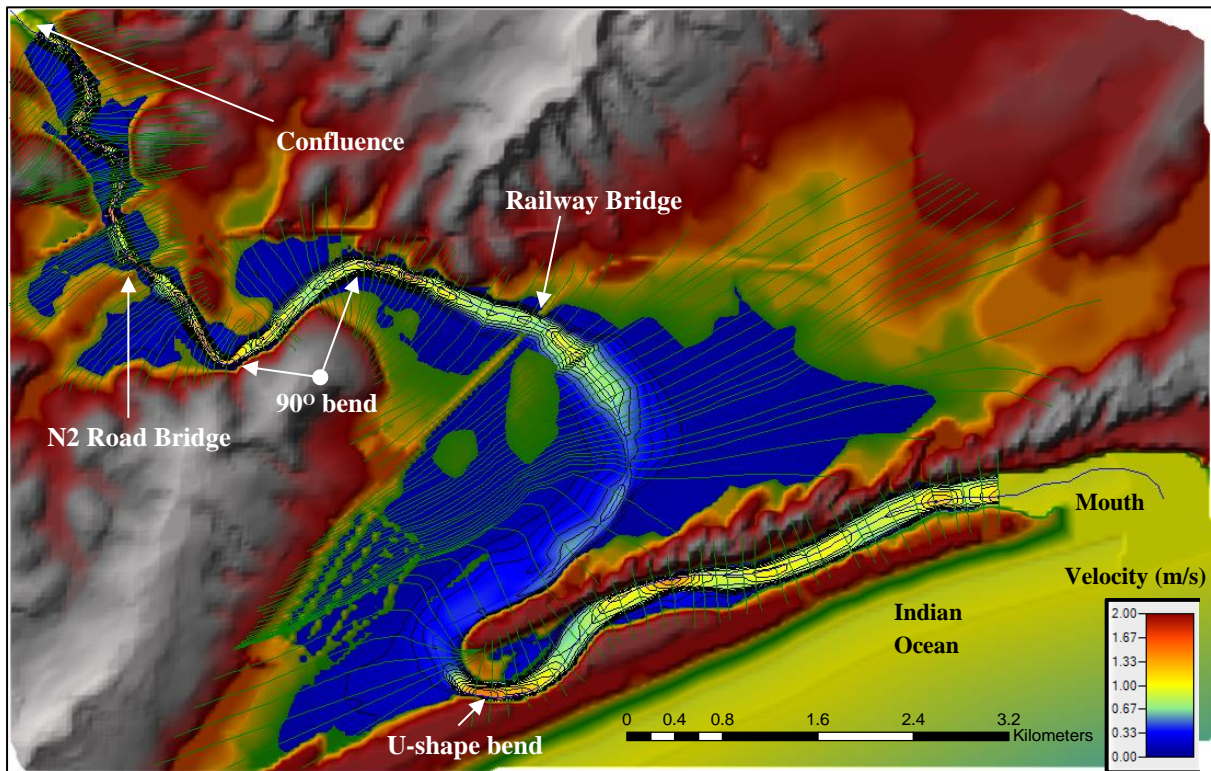 Confluence
Railway Bridge
90° bend
N2 Road Bridge
Mouth
Velocity (m/s)
2.00
1.67
1.33
1.00
0.67
0.33
0.00
Indian
Ocean
U-shape bend
0 0.4 0.8 1.6 2.4 3.2
Kilometers